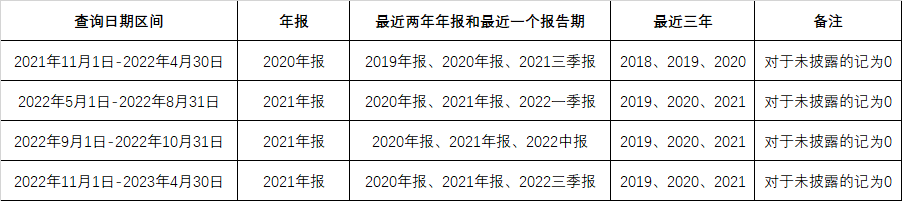 查询日期区间 年报 最近两年年报和最近一个报告期 最近三年 备注
2021年11月1日-2022年4月30日 2020年报 2019年报、2020年报、2021三季报 2018、2019、2020 对于未披露的记为0
2022年5月1日-2022年8月31日 2021年报 2020年报、2021年报、2022一季报 2019、2020、2021 对于未披露的记为0
2022年9月1日-2022年10月31日 2021年报 2020年报、2021年报、2022中报 2019、2020、2021 对于未披露的记为0
2022年11月1日-2023年4月30日 2021年报 2020年报、2021年报、2022三季报 2019、2020、2021 对于未披露的记为0